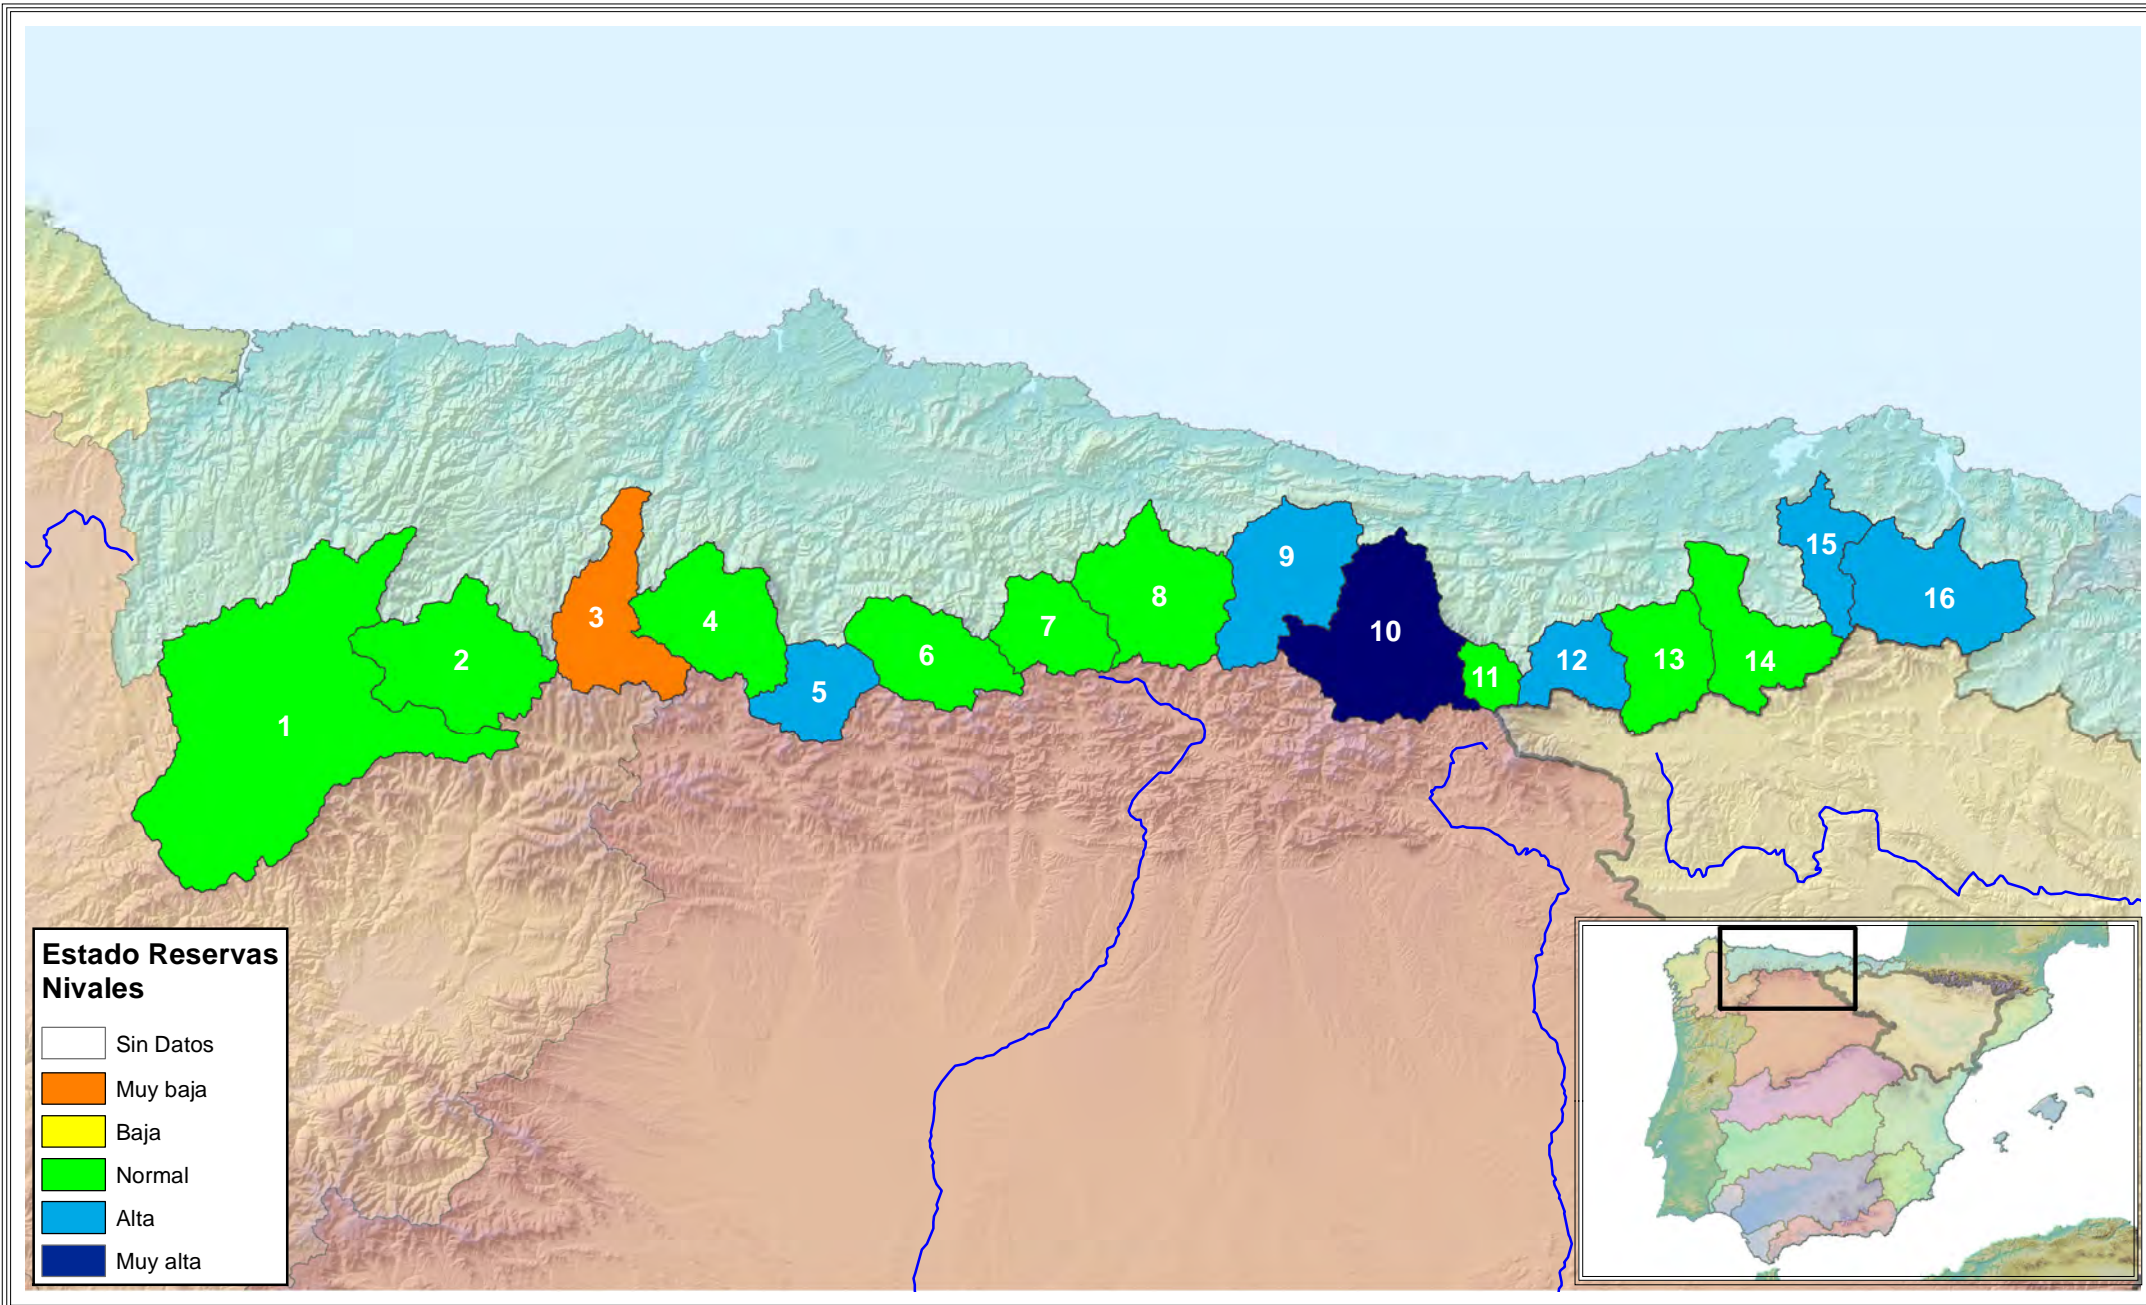 1
2
3
4
5
6
7
8
9
10
11
12
13
14
15
16
Estado Reservas
Nivales
Sin Datos
Muy baja
Baja
Normal
Alta
Muy alta